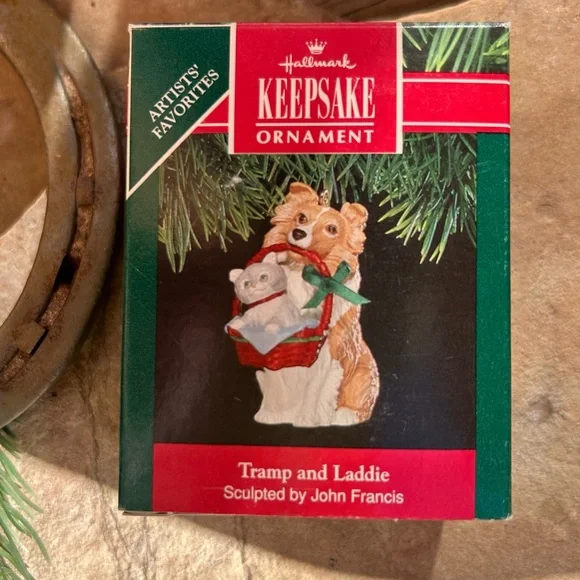 ARTISTS'
FAVORITES
Hallmark
KEEPSAKE
ORNAMENT
Tramp and Laddie
Sculpted by John Francis